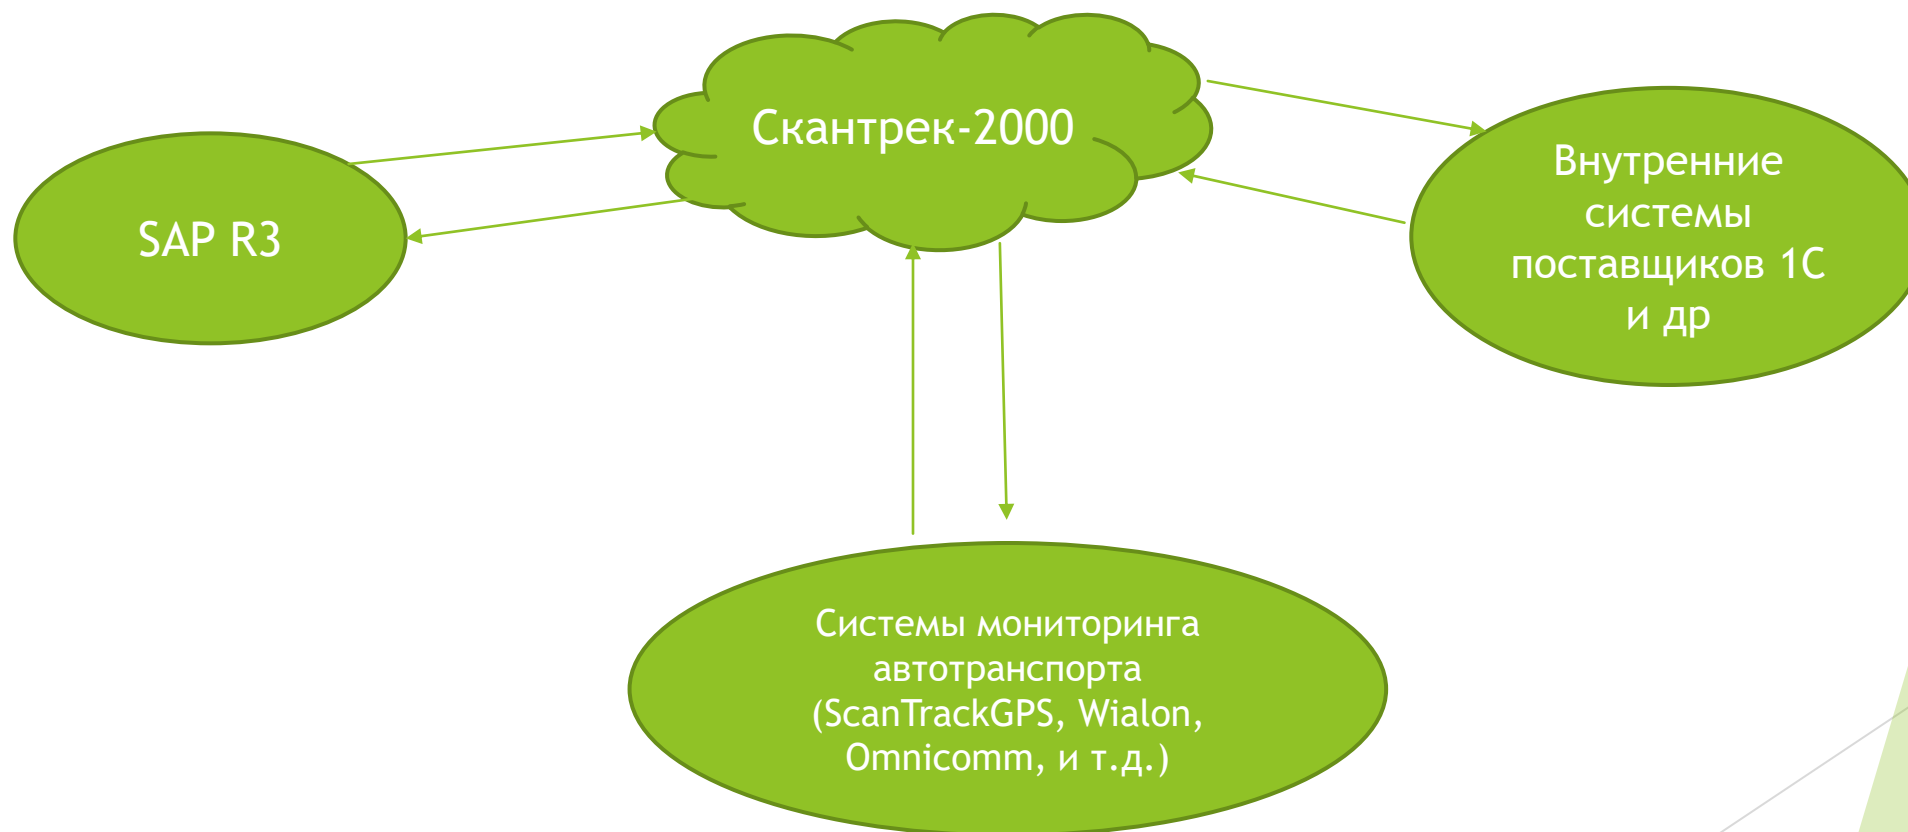 Скантрек-2000
SAP R3
Внутренние
системы
поставщиков 1С
и др
Системы мониторинга
автотранспорта
(ScanTrackGPS, Wialon,
Omnicomm, и т.д.)